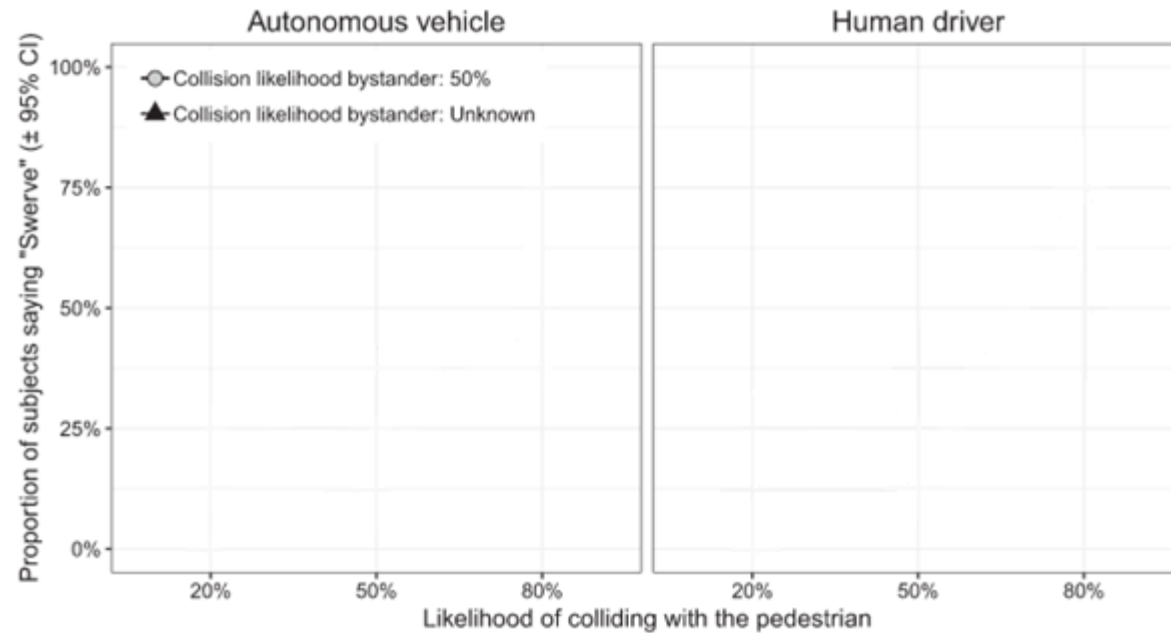 Autonomous vehicle
Human driver
Proportion of subjects saying "Swerve" (± 95% CI)
100%
75%
50%
25%
0%
Collision likelihood bystander: 50%
Collision likelihood bystander: Unknown
20%
50%
80%
20%
50%
80%
Likelihood of colliding with the pedestrian